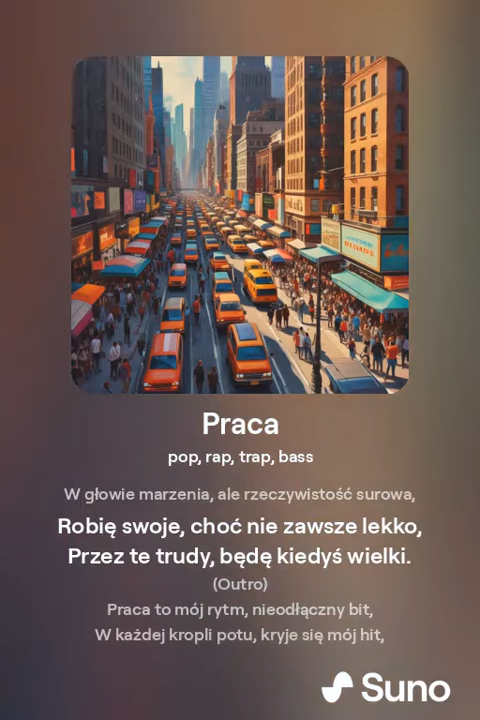 Praca
pop, rap, trap, bass
W głowie marzenia, ale rzeczywistość surowa,
Robię swoje, choć nie zawsze lekko,
Przez te trudy, będę kiedyś wielki.
(Outro)
Praca to mój rytm, nieodłączny bit,
W każdej kropli potu, kryje się mój hit,
Suno